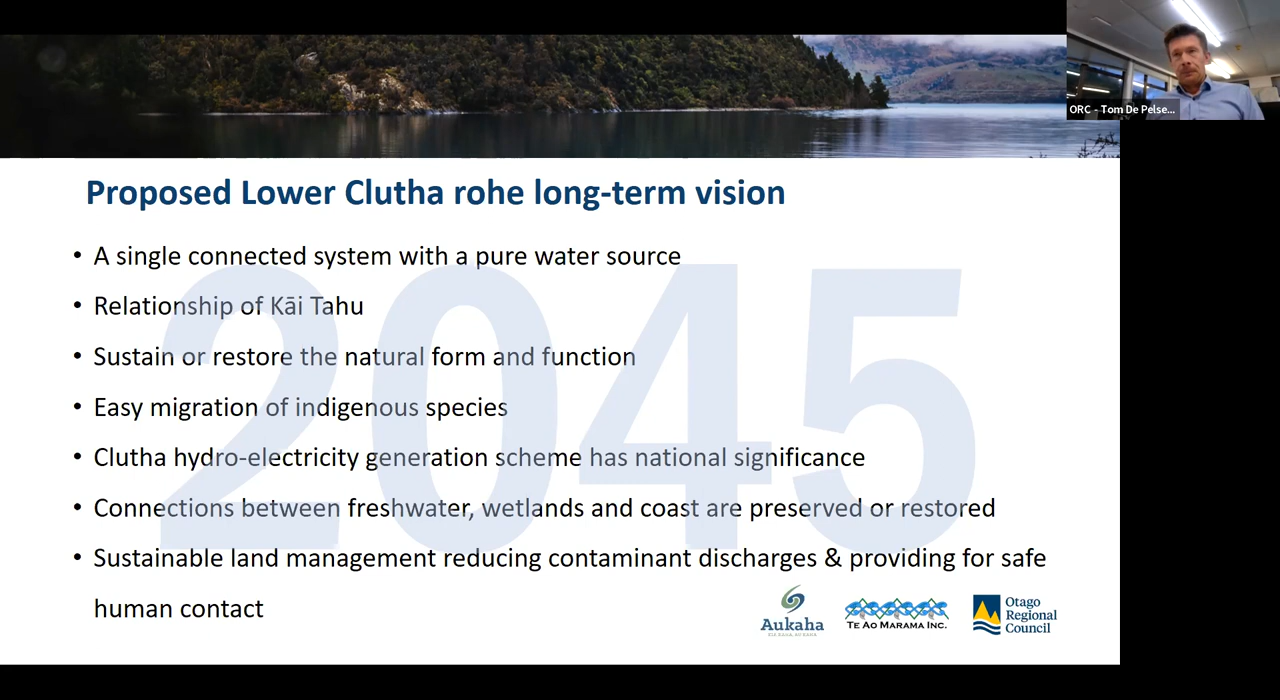 ORC - Tom De Pelse...
Proposed Lower Clutha rohe long-term vision
2045
• A single connected system with a pure water source
• Relationship of Kāi Tahu
• Sustain or restore the natural form and function
• Easy migration of indigenous species
• Clutha hydro-electricity generation scheme has national significance
• Connections between freshwater, wetlands and coast are preserved or restored
• Sustainable land management reducing contaminant discharges & providing for safe
human contact
Aukaha
TE AO MARAMA INC.
Otago
Regional
Council